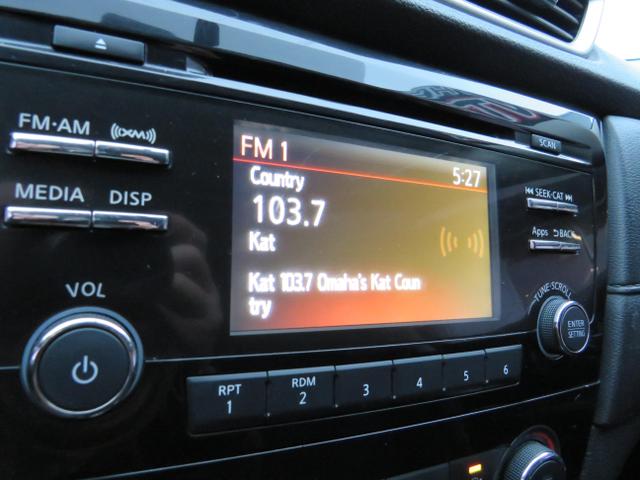 FM·AM
((XM))
MEDIA
DISP
VOL
FM 1
5:27
Country
103.7
Kat
Kat 103.7 Omaha's Kat Coun
try
RPT
1
RDM
2
3
4
5
6
SCAN
SEEK·CAT
Apps
BACK
TUNE·SCROLL
ENTER
SETTING